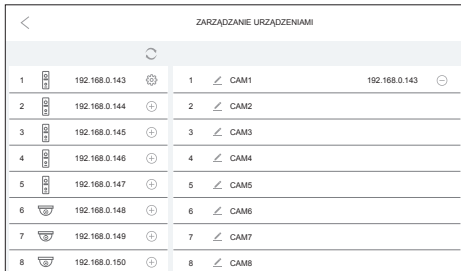 ZARZĄDZANIE URZĄDZENIAMI
1 192.168.0.143 1 CAM1 192.168.0.143
2 192.168.0.144 2 CAM2
3 192.168.0.145 3 CAM3
4 192.168.0.146 4 CAM4
5 192.168.0.147 5 CAM5
6 192.168.0.148 6 CAM6
7 192.168.0.149 7 CAM7
8 192.168.0.150 8 CAM8